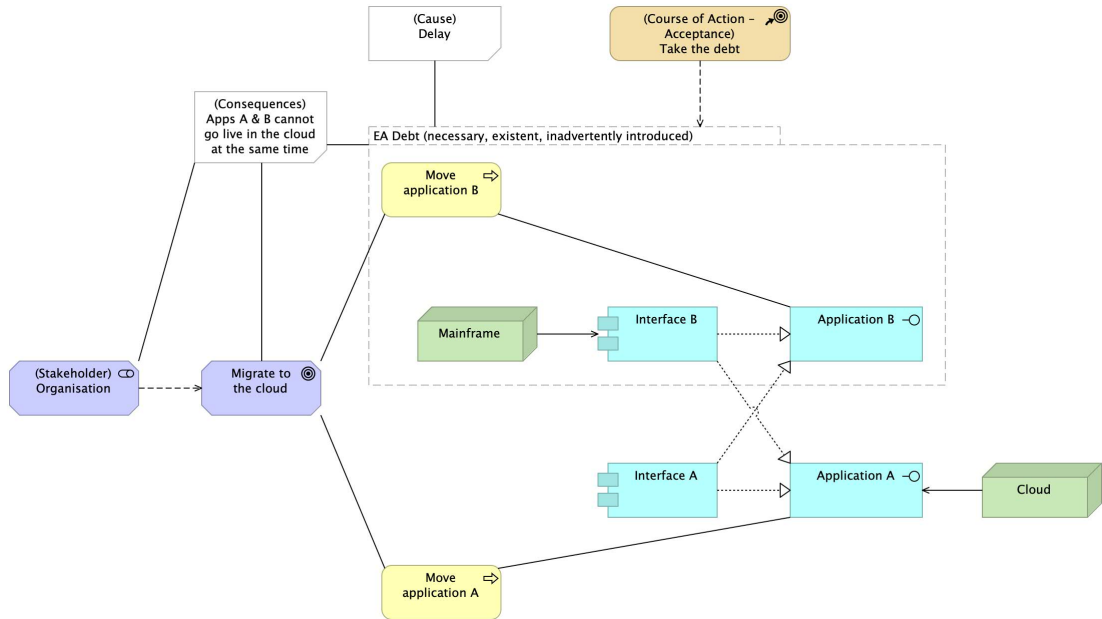 (Cause)
Delay
(Course of Action –
Acceptance)
Take the debt
(Consequences)
Apps A & B cannot
go live in the cloud
at the same time
EA Debt (necessary, existent, inadvertently introduced)
Move
application B
Mainframe
Interface B
Application B
(Stakeholder)
Organisation
Migrate to
the cloud
Interface A
Application A
Cloud
Move
application A